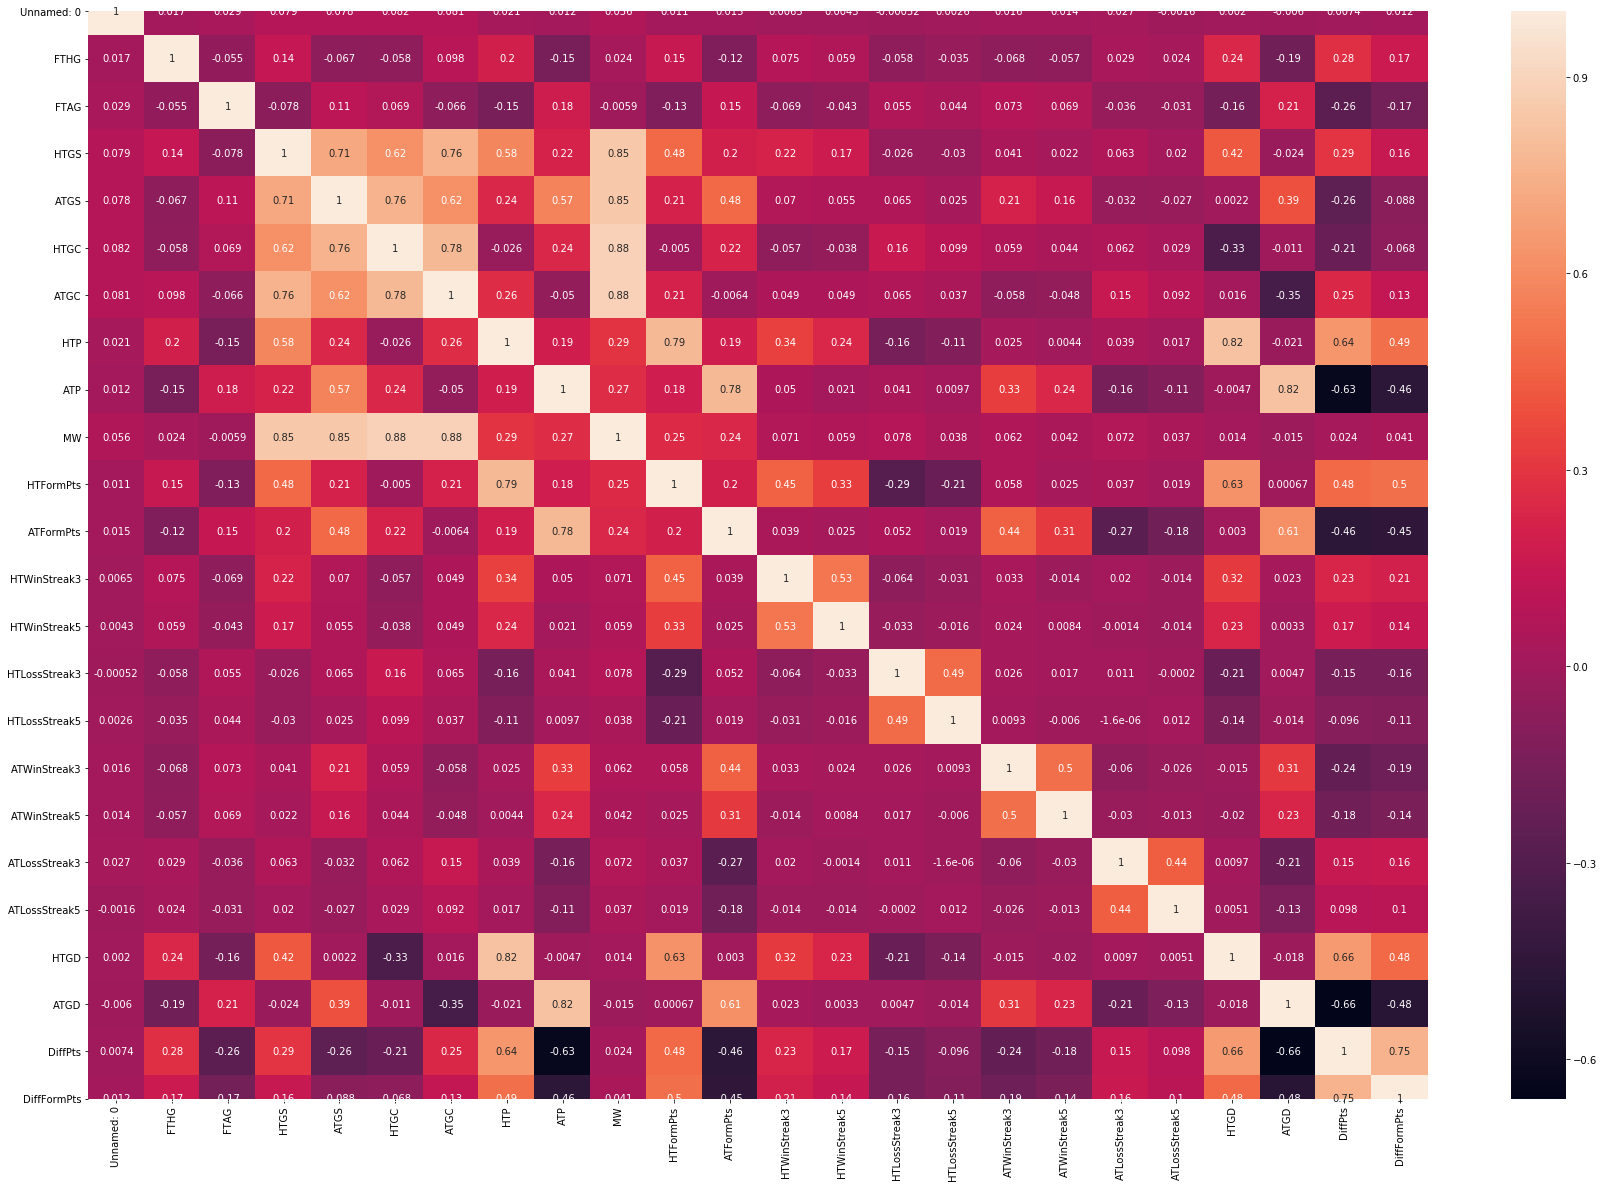 Unnamed: 0 1 0.017 0.029 0.079 0.078 0.082 0.081 0.021 0.012 0.056 0.011 0.015 0.0065 0.0043 -0.00052 0.0026 0.016 0.014 0.027 -0.0016 0.002 -0.006 0.0074 0.012
FTHG 0.017 1 -0.055 0.14 -0.067 -0.058 0.098 0.2 -0.15 0.024 0.15 -0.12 0.075 0.059 -0.058 -0.035 -0.068 -0.057 0.029 0.024 0.24 -0.19 0.28 0.17
FTAG 0.029 -0.055 1 -0.078 0.11 0.069 -0.066 -0.15 0.18 -0.0059 -0.13 0.15 -0.069 -0.043 0.055 0.044 0.073 0.069 -0.036 -0.031 -0.16 0.21 -0.26 -0.17
HTGS 0.079 0.14 -0.078 1 0.71 0.62 0.76 0.58 0.22 0.85 0.48 0.2 0.22 0.17 -0.026 -0.03 0.041 0.022 0.063 0.02 0.42 -0.024 0.29 0.16
ATGS 0.078 -0.067 0.11 0.71 1 0.76 0.62 0.24 0.57 0.85 0.21 0.48 0.07 0.055 0.065 0.025 0.21 0.16 -0.032 -0.027 0.0022 0.39 -0.26 -0.088
HTGC 0.082 -0.058 0.069 0.62 0.76 1 0.78 -0.026 0.24 0.88 -0.005 0.22 -0.057 -0.038 0.16 0.099 0.059 0.044 0.062 0.029 -0.33 -0.011 -0.21 -0.068
ATGC 0.081 0.098 -0.066 0.76 0.62 0.78 1 0.26 -0.05 0.88 0.21 -0.0064 0.049 0.049 0.065 0.037 -0.058 -0.048 0.15 0.092 0.016 -0.35 0.25 0.13
HTP 0.021 0.2 -0.15 0.58 0.24 -0.026 0.26 1 0.19 0.29 0.79 0.19 0.34 0.24 -0.16 -0.11 0.025 0.0044 0.039 0.017 0.82 -0.021 0.64 0.49
ATP 0.012 -0.15 0.18 0.22 0.57 0.24 -0.05 0.19 1 0.27 0.18 0.78 0.05 0.021 0.041 0.0097 0.33 0.24 -0.16 -0.11 -0.0047 0.82 -0.63 -0.46
MW 0.056 0.024 -0.0059 0.85 0.85 0.88 0.88 0.29 0.27 1 0.25 0.24 0.071 0.059 0.078 0.038 0.062 0.042 0.072 0.037 0.014 -0.015 0.024 0.041
HTFormPts 0.011 0.15 -0.13 0.48 0.21 -0.005 0.21 0.79 0.18 0.25 1 0.2 0.45 0.33 -0.29 -0.21 0.058 0.025 0.037 0.019 0.63 0.00067 0.48 0.5
ATFormPts 0.015 -0.12 0.15 0.2 0.48 0.22 -0.0064 0.19 0.78 0.24 0.2 1 0.039 0.025 0.052 0.019 0.44 0.31 -0.27 -0.18 0.003 0.61 -0.46 -0.45
HTWinStreak3 0.0065 0.075 -0.069 0.22 0.07 -0.057 0.049 0.34 0.05 0.071 0.45 0.039 1 0.53 -0.064 -0.031 0.033 -0.014 0.02 -0.014 0.32 0.023 0.23 0.21
HTWinStreak5 0.0043 0.059 -0.043 0.17 0.055 -0.038 0.049 0.24 0.021 0.059 0.33 0.025 0.53 1 -0.033 -0.016 0.024 0.0084 -0.0014 -0.014 0.23 0.0033 0.17 0.14
HTLossStreak3 -0.00052 -0.058 0.055 -0.026 0.065 0.16 0.065 -0.16 0.041 0.078 -0.29 0.052 -0.064 -0.033 1 0.49 0.026 0.017 0.011 -0.0002 -0.21 0.0047 -0.15 -0.16
HTLossStreak5 0.0026 -0.035 0.044 -0.03 0.025 0.099 0.037 -0.11 0.0097 0.038 -0.21 0.019 -0.031 -0.016 0.49 1 0.0093 -0.006 -1.6e-06 0.012 -0.14 -0.014 -0.096 -0.11
ATWinStreak3 0.016 -0.068 0.073 0.041 0.21 0.059 -0.058 0.025 0.33 0.062 0.058 0.44 0.033 0.024 0.026 0.0093 1 0.5 -0.06 -0.026 -0.015 0.31 -0.24 -0.19
ATWinStreak5 0.014 -0.057 0.069 0.022 0.16 0.044 -0.048 0.0044 0.24 0.042 0.025 0.31 -0.014 0.0084 0.017 -0.006 0.5 1 -0.03 -0.013 -0.02 0.23 -0.18 -0.14
ATLossStreak3 0.027 0.029 -0.036 0.063 -0.032 0.062 0.15 0.039 -0.16 0.072 0.037 -0.27 0.02 -0.0014 0.011 -1.6e-06 -0.06 -0.03 1 0.44 0.0097 -0.21 0.15 0.16
ATLossStreak5 -0.0016 0.024 -0.031 0.02 -0.027 0.029 0.092 0.017 -0.11 0.037 0.019 -0.18 -0.014 -0.014 -0.0002 0.012 -0.026 -0.013 0.44 1 0.0051 -0.13 0.098 0.1
HTGD 0.002 0.24 -0.16 0.42 0.0022 -0.33 0.016 0.82 -0.0047 0.014 0.63 0.003 0.32 0.23 -0.21 -0.14 -0.015 -0.02 0.0097 0.0051 1 -0.018 0.66 0.48
ATGD -0.006 -0.19 0.21 -0.024 0.39 -0.011 -0.35 -0.021 0.82 -0.015 0.00067 0.61 0.023 0.0033 0.0047 -0.014 0.31 0.23 -0.21 -0.13 -0.018 1 -0.66 -0.48
DiffPts 0.0074 0.28 -0.26 0.29 -0.26 -0.21 0.25 0.64 -0.63 0.024 0.48 -0.46 0.23 0.17 -0.15 -0.096 -0.24 -0.18 0.15 0.098 0.66 -0.66 1 0.75
DiffFormPts 0.012 0.17 -0.17 0.16 -0.088 -0.068 0.13 0.49 -0.46 0.041 0.5 -0.45 0.21 0.14 -0.16 -0.11 -0.19 -0.14 0.16 0.1 0.48 -0.48 0.75 1
Unnamed: 0 FTHG FTAG HTGS ATGS HTGC ATGC HTP ATP MW HTFormPts ATFormPts HTWinStreak3 HTWinStreak5 HTLossStreak3 HTLossStreak5 ATWinStreak3 ATWinStreak5 ATLossStreak3 ATLossStreak5 HTGD ATGD DiffPts DiffFormPts
0.9
0.6
0.3
0.0
−0.3
−0.6